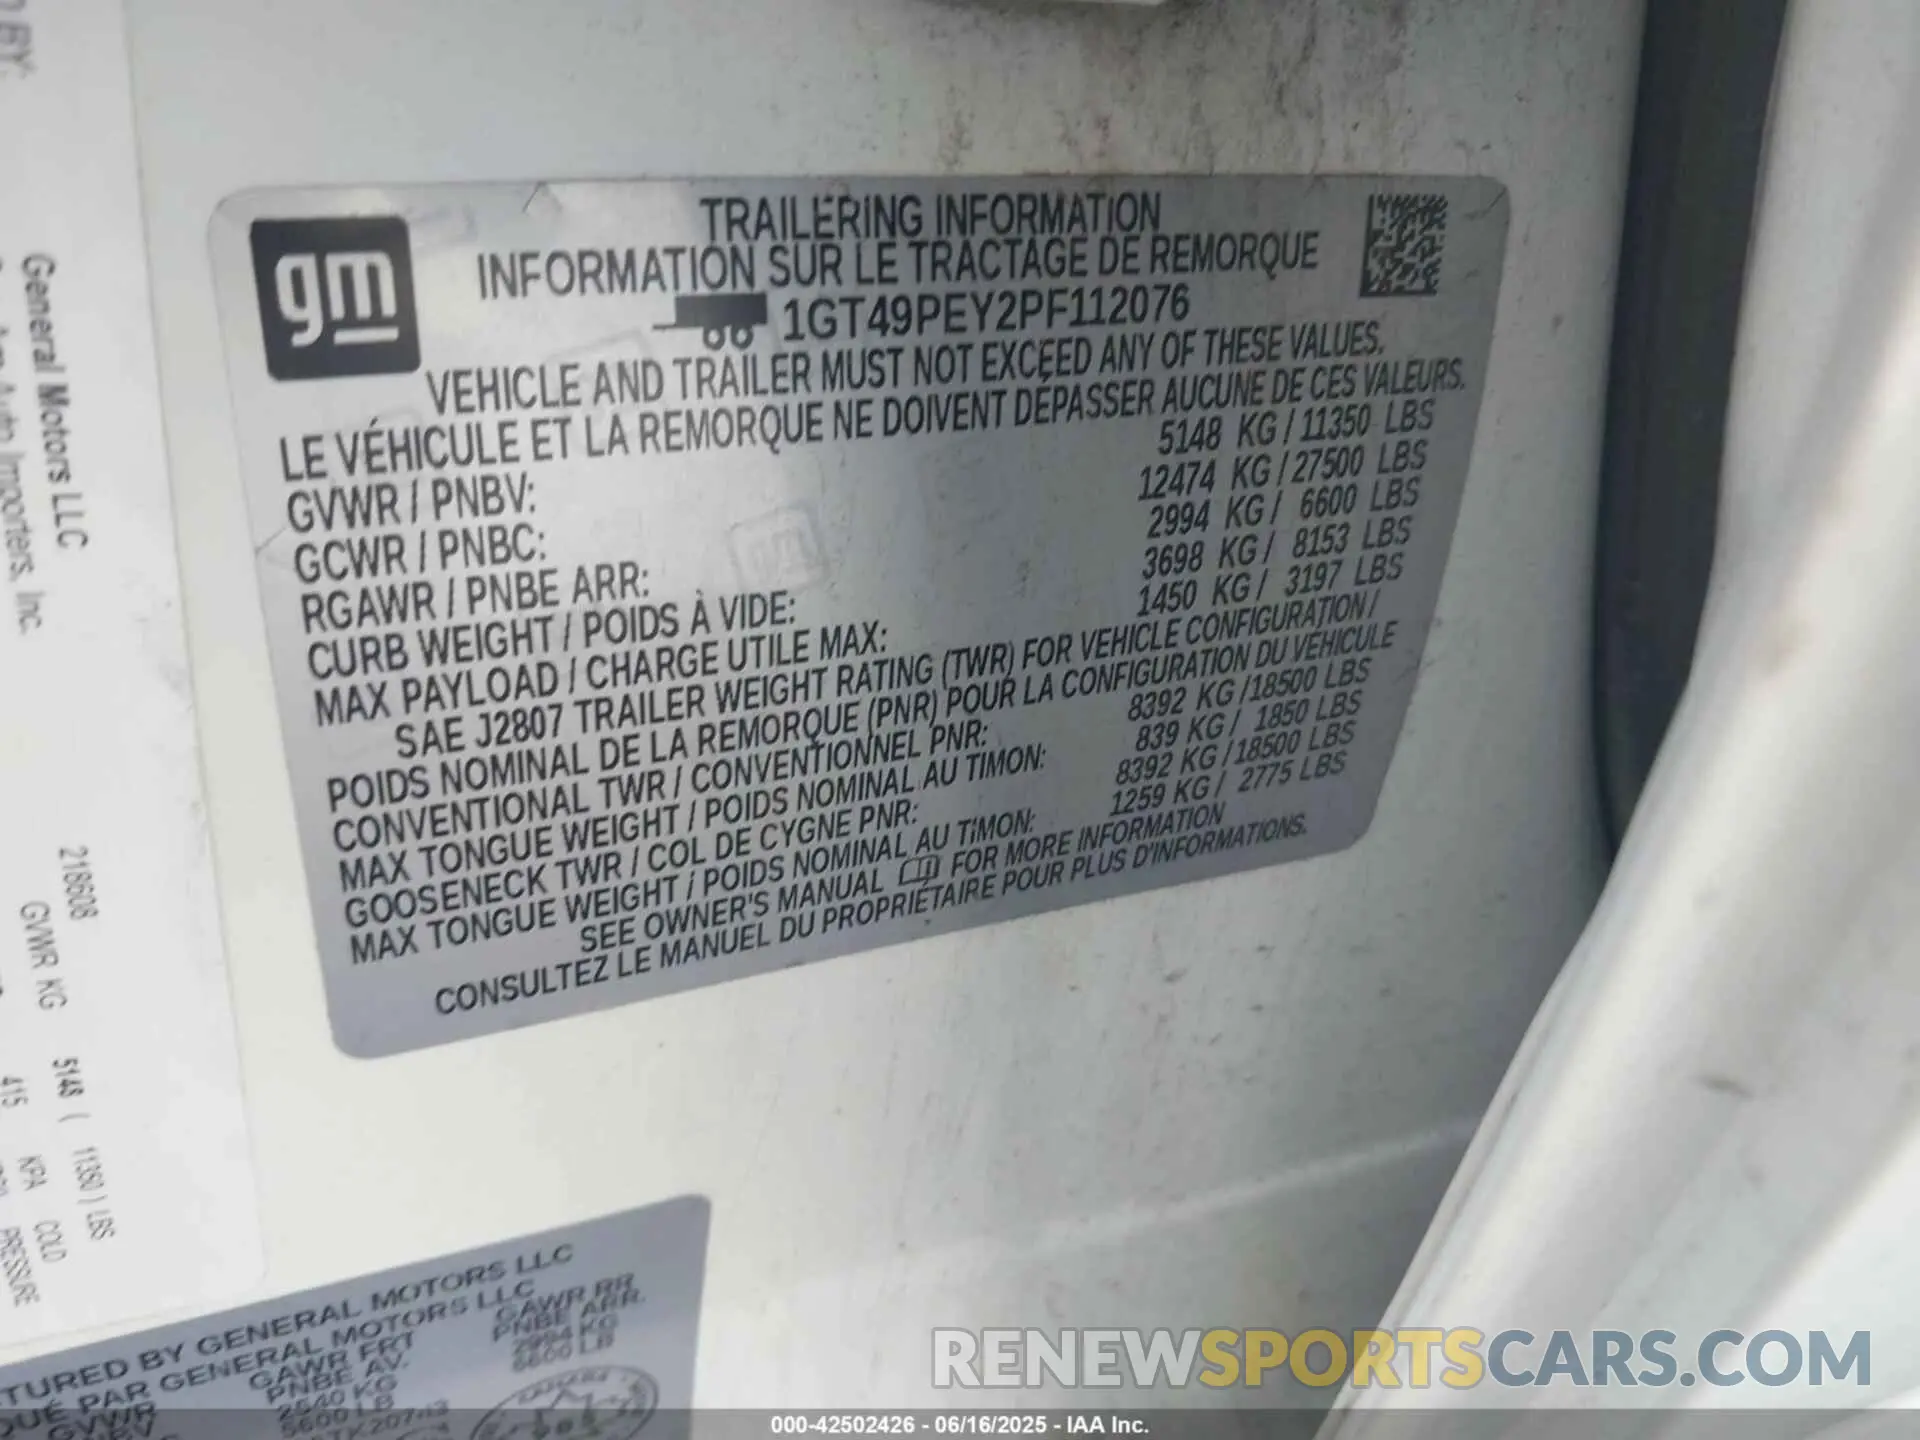 gm
TRAILERING INFORMATION
INFORMATION SUR LE TRACTAGE DE REMORQUE
1GT49PEY2PF112076
VEHICLE AND TRAILER MUST NOT EXCEED ANY OF THESE VALUES.
LE VÉHICULE ET LA REMORQUE NE DOIVENT DÉPASSER AUCUNE DE CES VALEURS.
GVWR / PNBV: 5148 KG / 11350 LBS
GCWR / PNBC: 12474 KG / 27500 LBS
RGAWR / PNBE ARR: 2994 KG / 6600 LBS
CURB WEIGHT / POIDS À VIDE: 3698 KG / 8153 LBS
MAX PAYLOAD / CHARGE UTILE MAX: 1450 KG / 3197 LBS
SAE J2807 TRAILER WEIGHT RATING (TWR) FOR VEHICLE CONFIGURATION /
POIDS NOMINAL DE LA REMORQUE (PNR) POUR LA CONFIGURATION DU VÉHICULE
CONVENTIONAL TWR / CONVENTIONNEL PNR: 8392 KG / 18500 LBS
MAX TONGUE WEIGHT / POIDS NOMINAL AU TIMON: 839 KG / 1850 LBS
GOOSENECK TWR / COL DE CYGNE PNR: 8392 KG / 18500 LBS
MAX TONGUE WEIGHT / POIDS NOMINAL AU TIMON: 1259 KG / 2775 LBS
SEE OWNER'S MANUAL FOR MORE INFORMATION
CONSULTEZ LE MANUEL DU PROPRIÉTAIRE POUR PLUS D'INFORMATIONS.
BY:
General Motors LLC
Auto Importers, Inc.
218608
GVWR KG 5148 ( 11350 ) LBS
415 KPA COLD
PRESSURE
TURED BY GENERAL MOTORS LLC
QUÉ PAR GENERAL MOTORS LLC
GVWR GAWR FRT GAWR RR
PNBE AV. PNBE ARR.
2540 KG 2994 KG
5600 LB 6600 LB
RENEWSPORTSCARS.COM
000-42502426 - 06/16/2025 - IAA Inc.